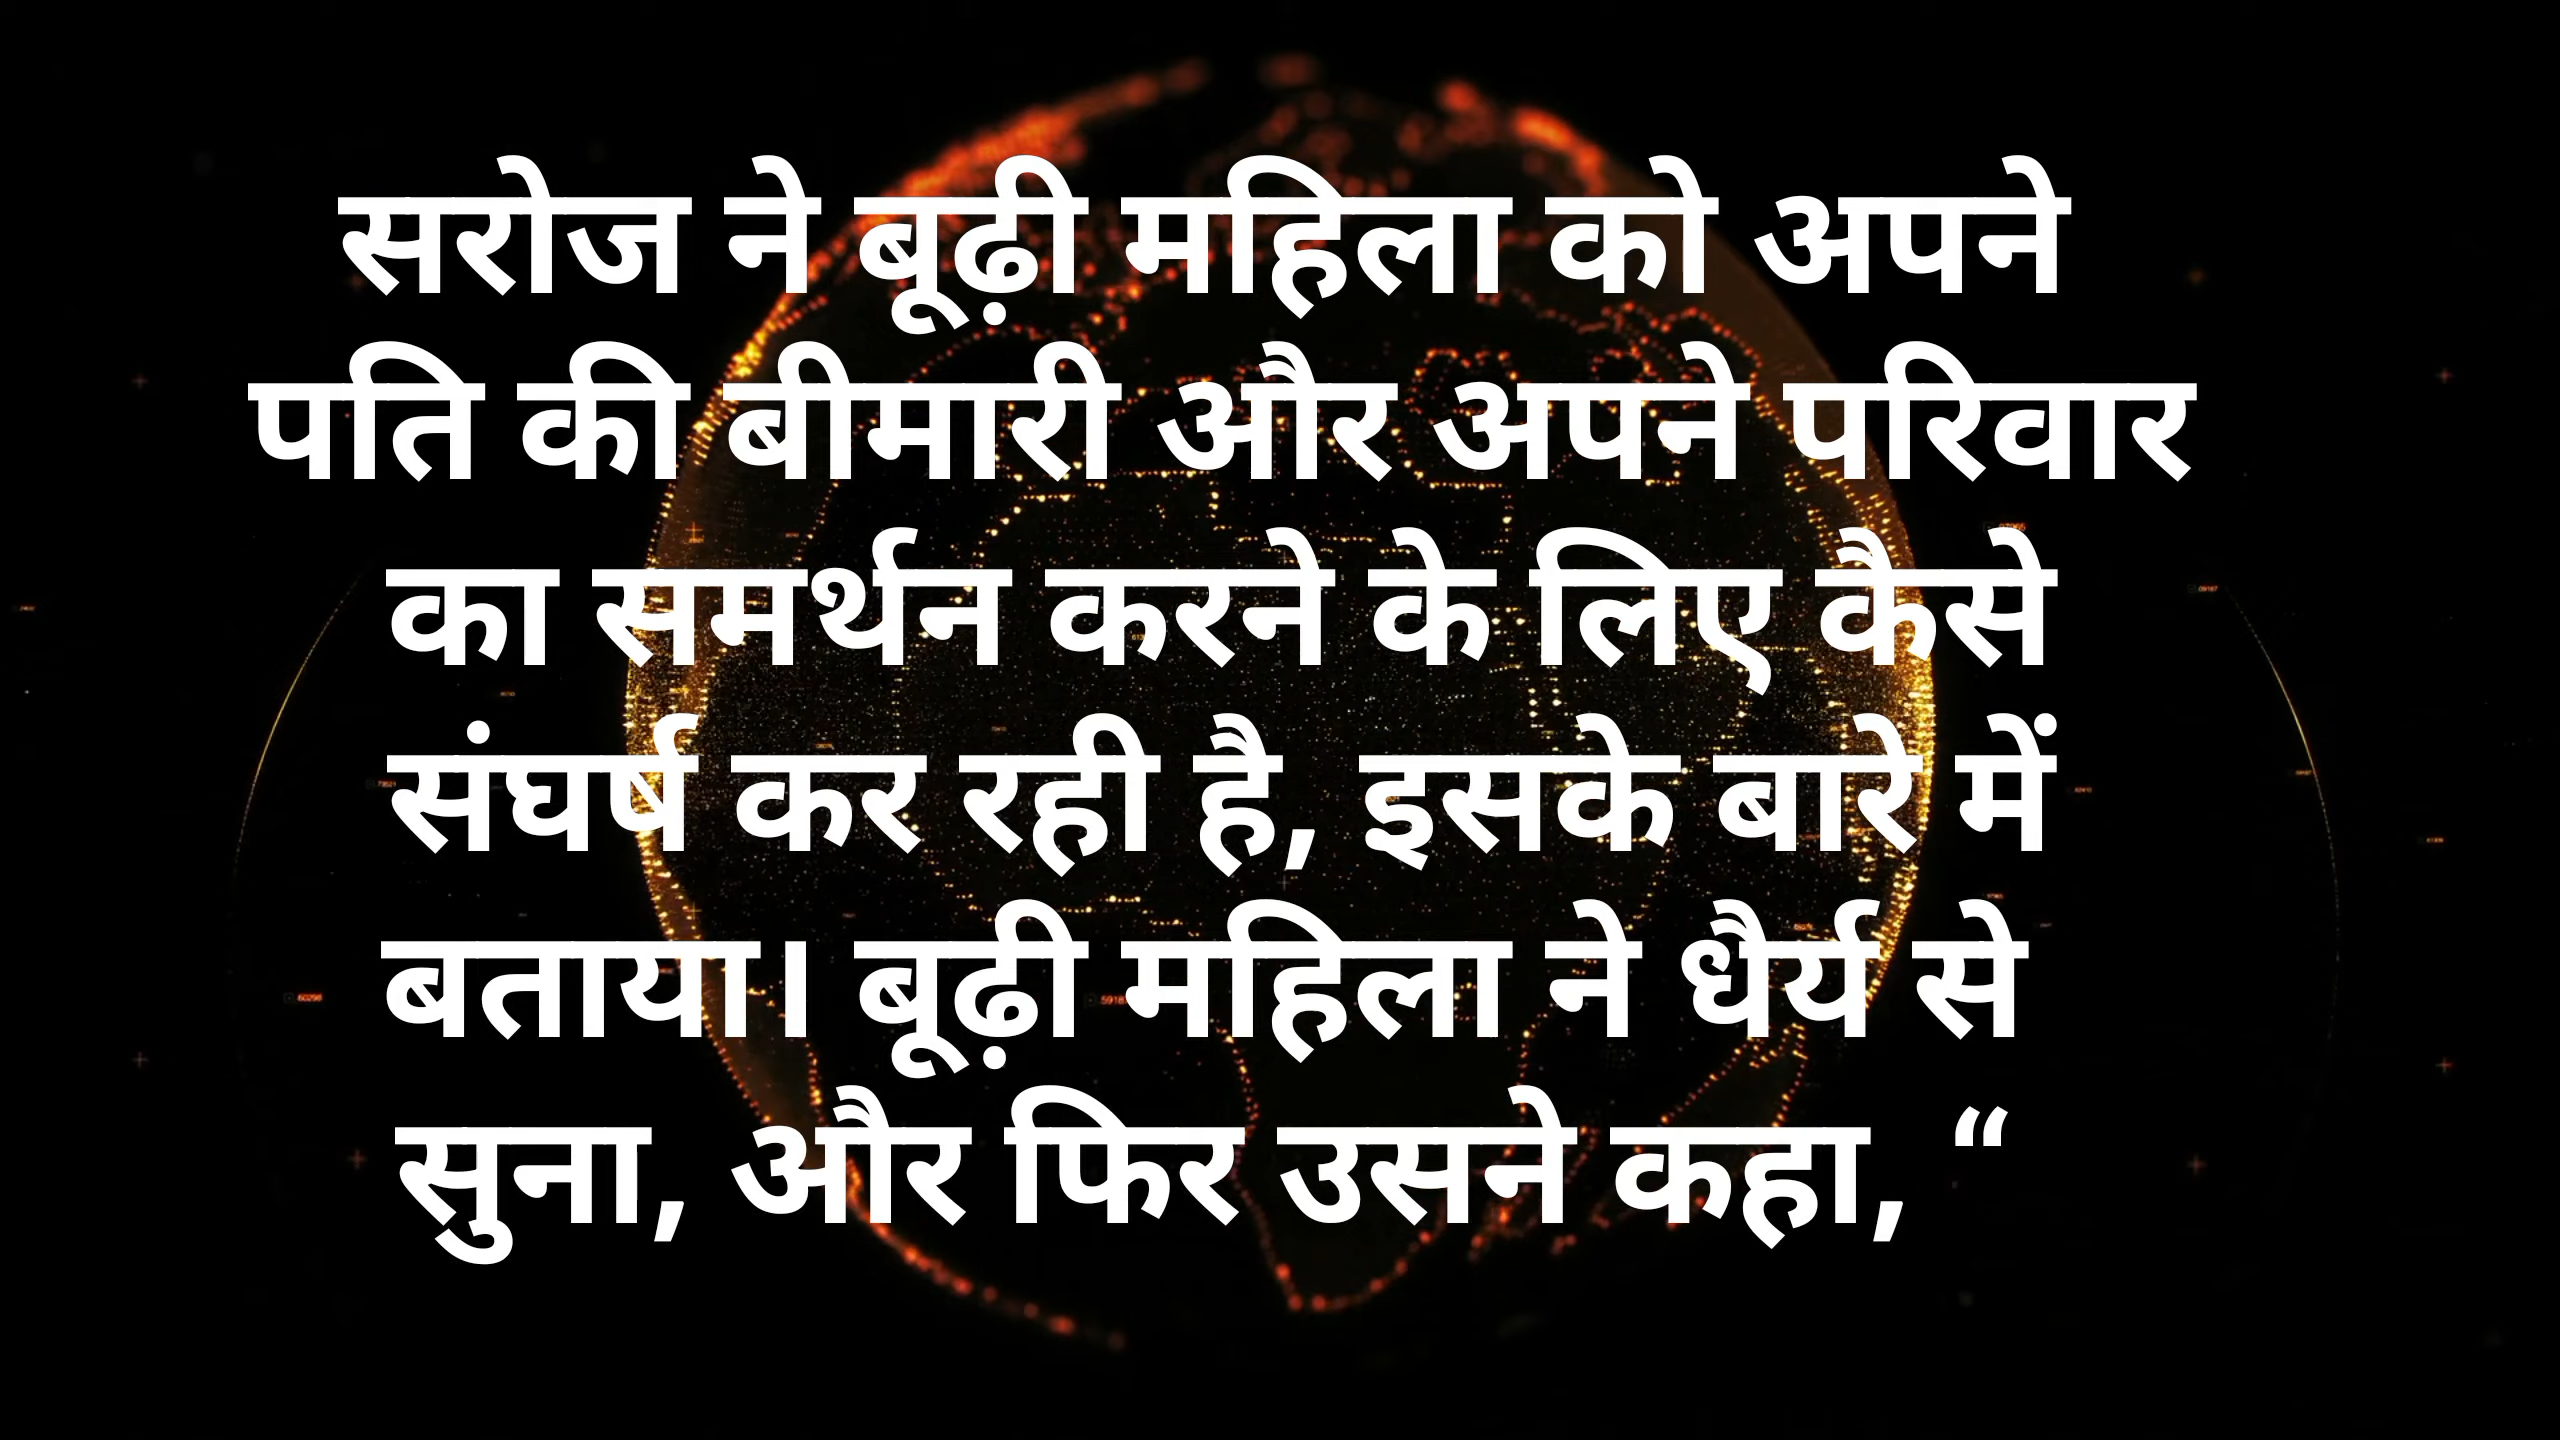 सरोज ने बूढ़ी महिला को अपने
पति की बीमारी और अपने परिवार
का समर्थन करने के लिए कैसे
संघर्ष कर रही है, इसके बारे में
बताया। बूढ़ी महिला ने धैर्य से
सुना, और फिर उसने कहा, “